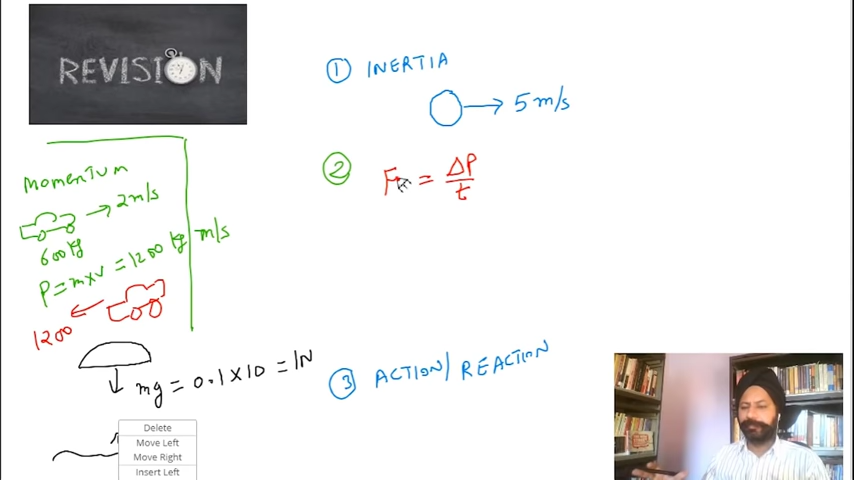 REVISION
① INERTIA
5 m/s
Momentum
2 m/s
600 kg
P = m×v = 1200 kg m/s
1200
② = ΔP/t
mg = 0.1 × 10 = 1N
③ ACTION / REACTION
Delete
Move Left
Move Right
Insert Left